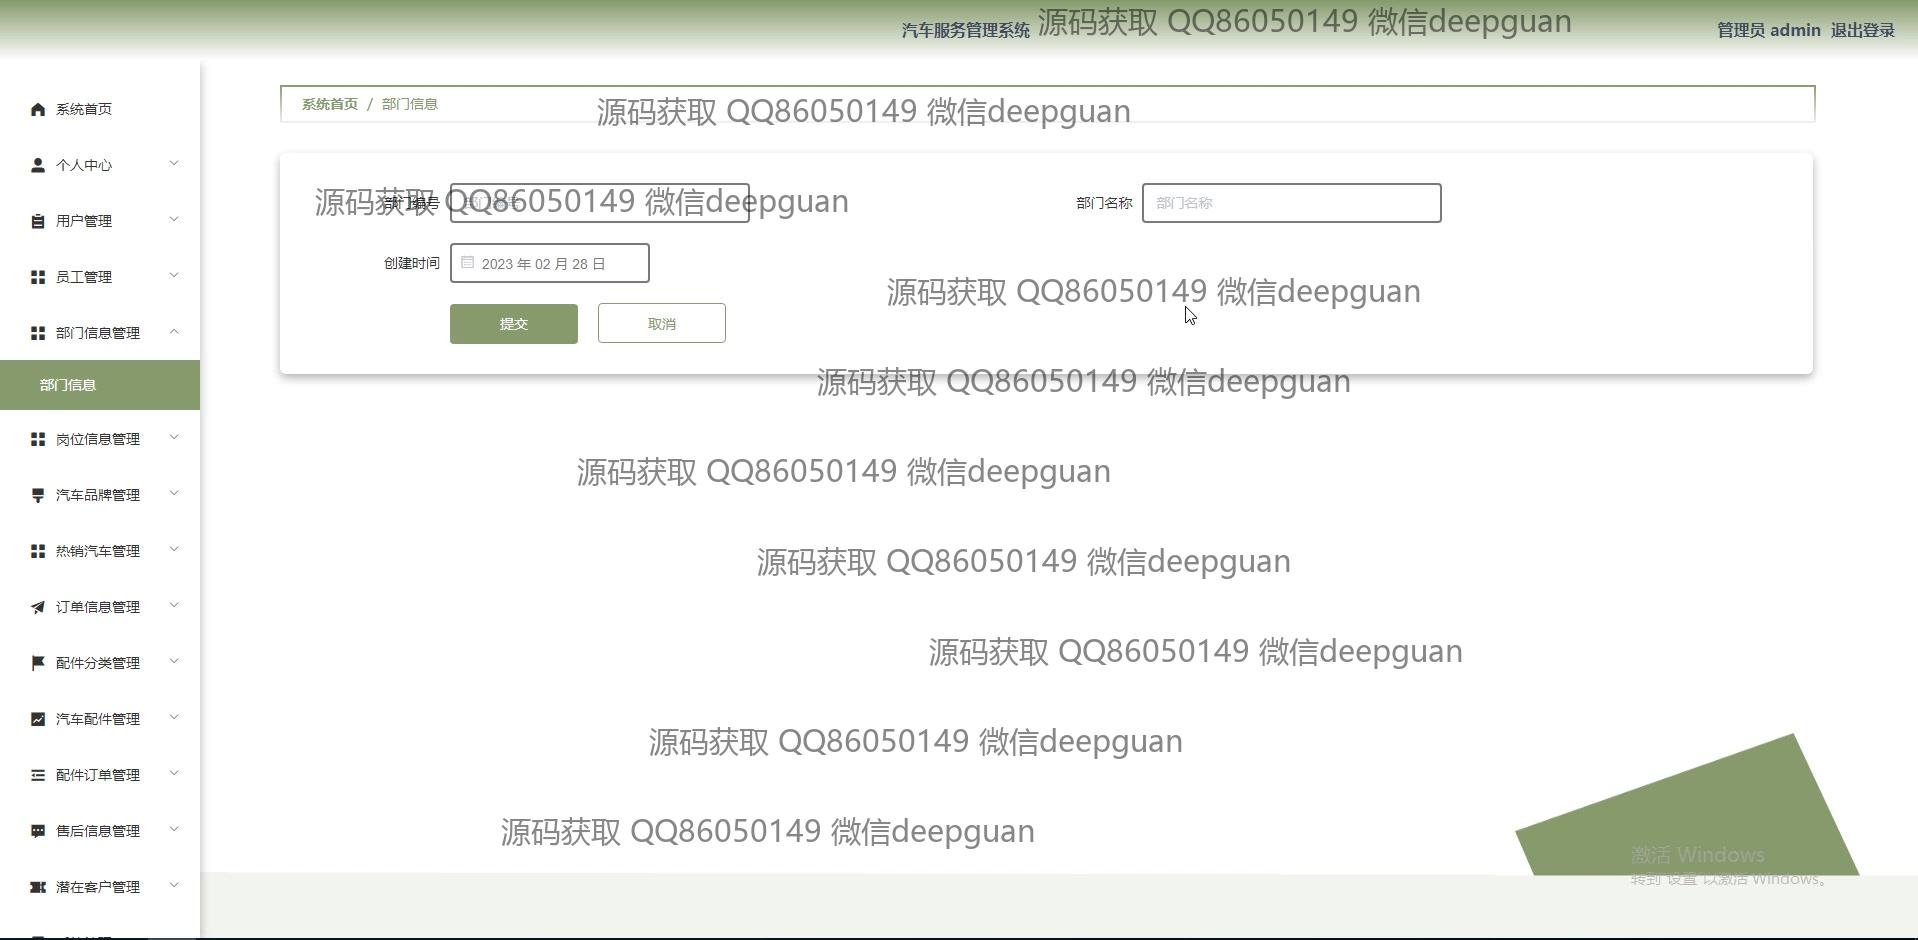 汽车服务管理系统
源码获取 QQ86050149 微信deepguan
管理员 admin 退出登录
系统首页 / 部门信息
源码获取 QQ86050149 微信deepguan
系统首页
个人中心
用户管理
员工管理
部门信息管理
部门信息
岗位信息管理
汽车品牌管理
热销汽车管理
订单信息管理
配件分类管理
汽车配件管理
配件订单管理
售后信息管理
潜在客户管理
源码获取 QQ86050149 微信deepguan
部门编号 部门编号
部门名称 部门名称
创建时间 2023 年 02 月 28 日
源码获取 QQ86050149 微信deepguan
提交 取消
源码获取 QQ86050149 微信deepguan
源码获取 QQ86050149 微信deepguan
源码获取 QQ86050149 微信deepguan
源码获取 QQ86050149 微信deepguan
源码获取 QQ86050149 微信deepguan
源码获取 QQ86050149 微信deepguan
激活 Windows
转到"设置"以激活 Windows。